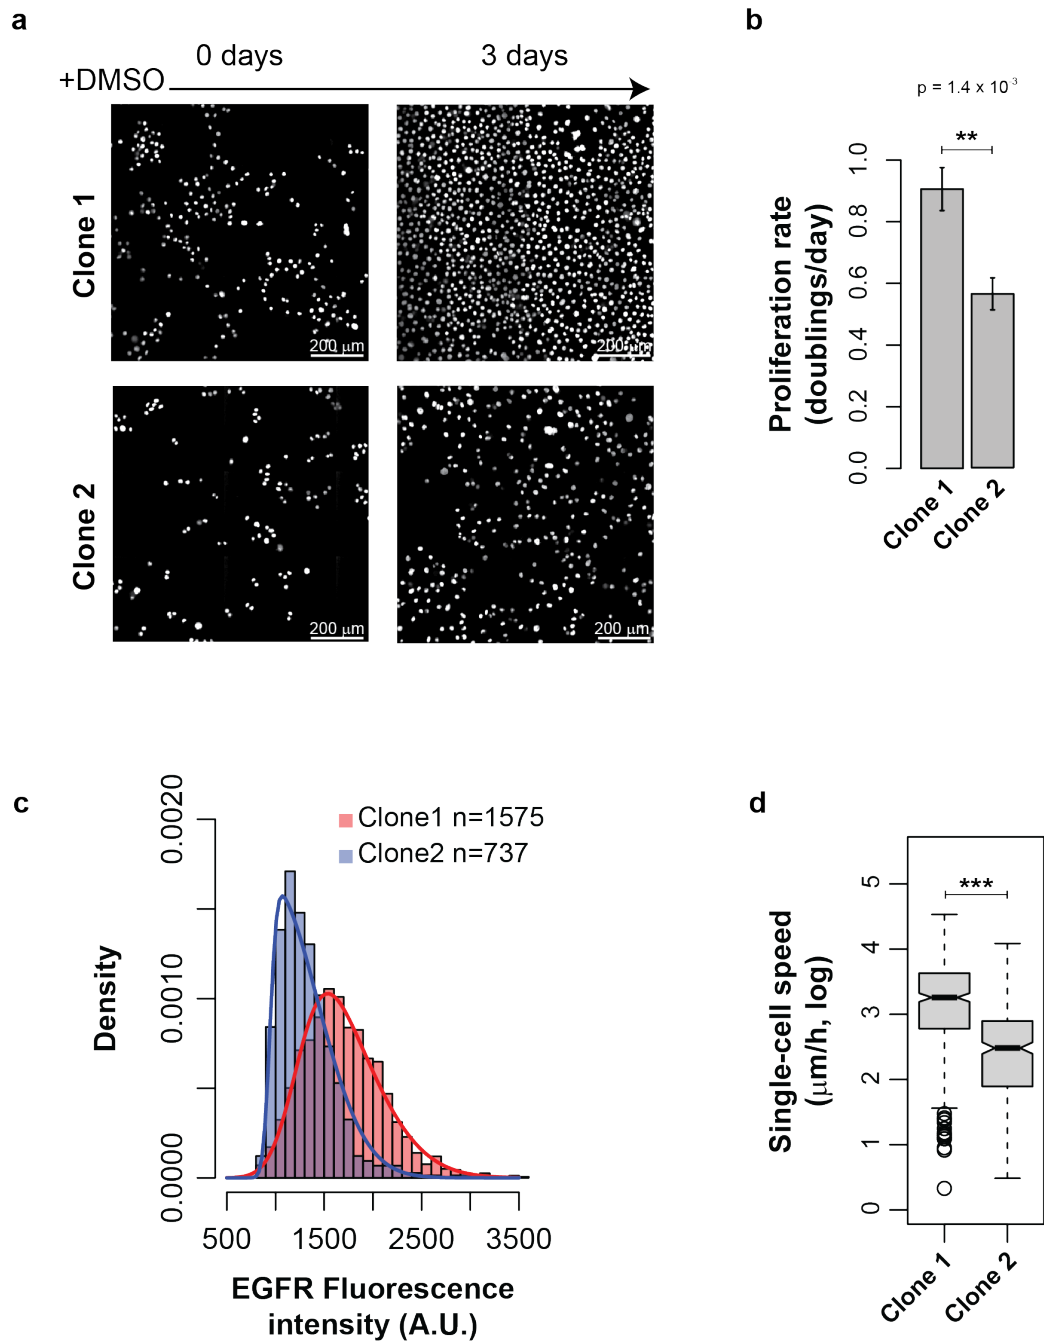 a
0 days 3 days
+DMSO
Clone 1
200 µm
200 µm
Clone 2
200 µm
200 µm
b
p = 1.4 x 10-3
**
Proliferation rate
(doublings/day)
1.0
0.8
0.6
0.4
0.2
0.0
Clone 1
Clone 2
c
Clone1 n=1575
Clone2 n=737
Density
0.0020
0.0010
0.0000
500 1500 2500 3500
EGFR Fluorescence
intensity (A.U.)
d
***
Single-cell speed
(µm/h, log)
5
4
3
2
1
0
Clone 1
Clone 2